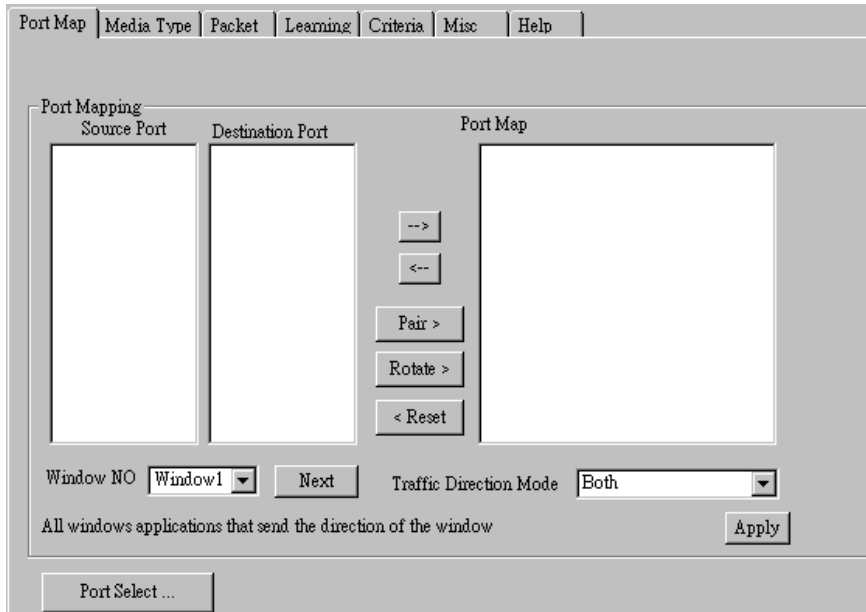 Port Map Media Type Packet Learning Criteria Misc Help
Port Mapping
Source Port Destination Port Port Map
-->
<--
Pair >
Rotate >
< Reset
Window NO Window1 Next Traffic Direction Mode Both
All windows applications that send the direction of the window Apply
Port Select ...